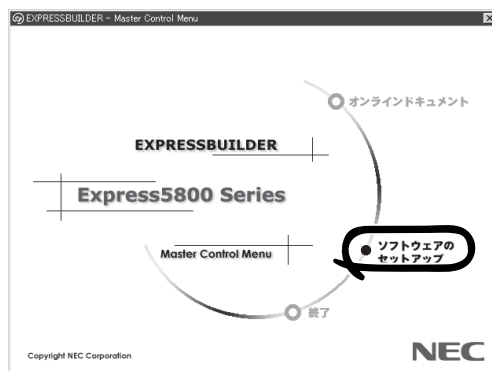 EXPRESSBUILDER - Master Control Menu
オンラインドキュメント
EXPRESSBUILDER
Express5800 Series
ソフトウェアの
セットアップ
Master Control Menu
終了
Copyright NEC Corporation
NEC